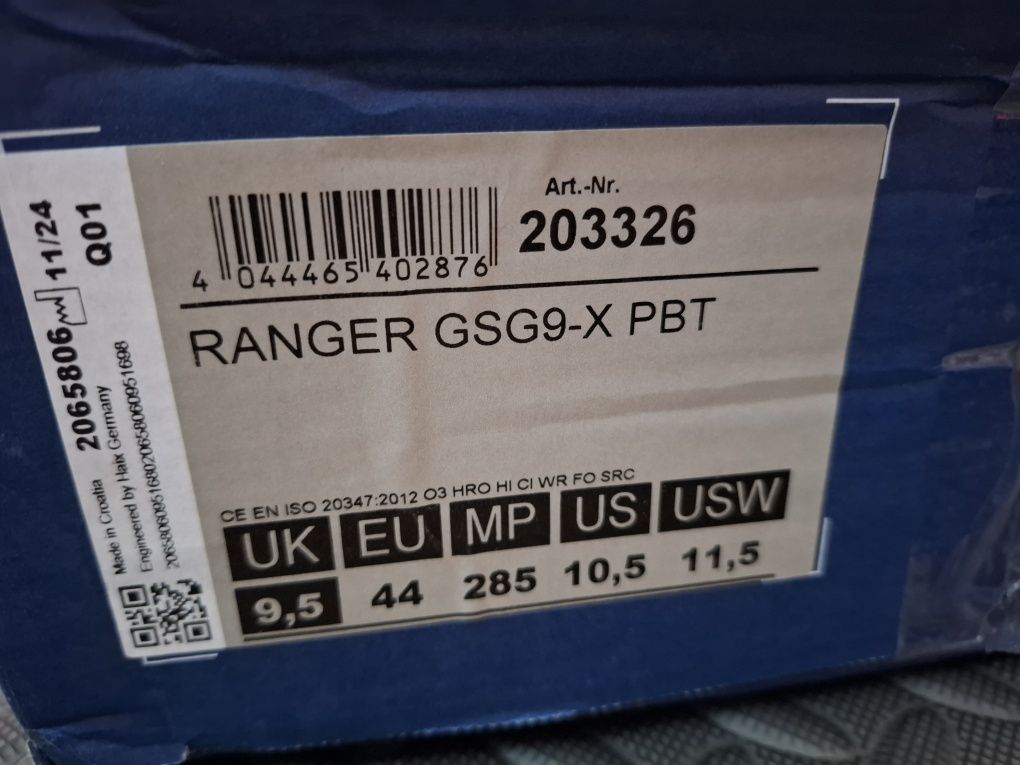 Art.-Nr.
203326
4 044465 402876
RANGER GSG9-X PBT
CE EN ISO 20347:2012 O3 HRO HI CI WR FO SRC
UK EU MP US USW
9,5 44 285 10,5 11,5
2065806 11/24
Q01
Made in Croatia
Engineered by Haix Germany